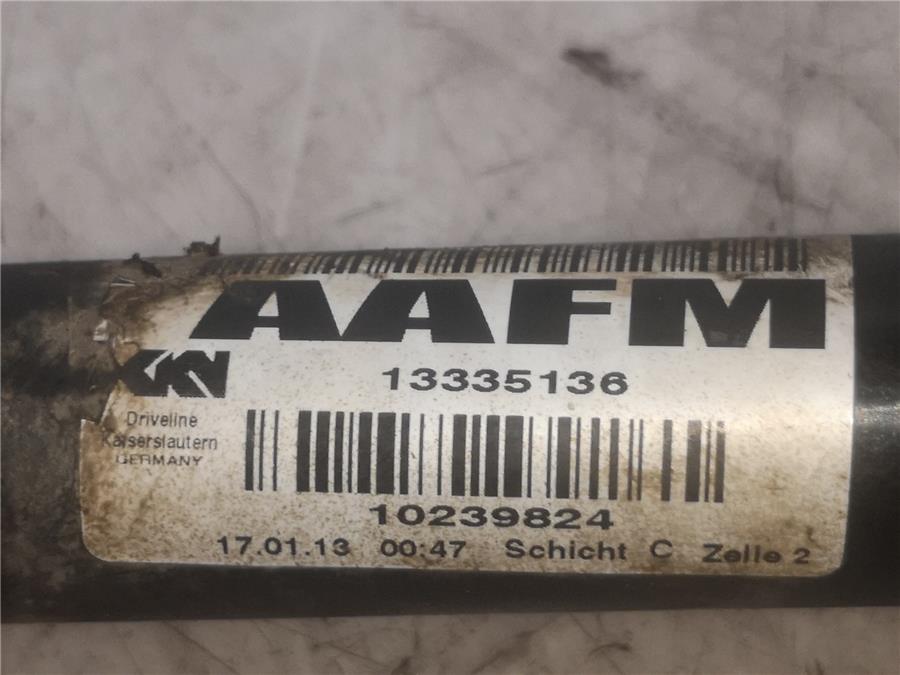 AAFM
GKN
13335136
Driveline
Kaiserslautern
GERMANY
10239824
17.01.13 00:47 Schicht C Zelle 2